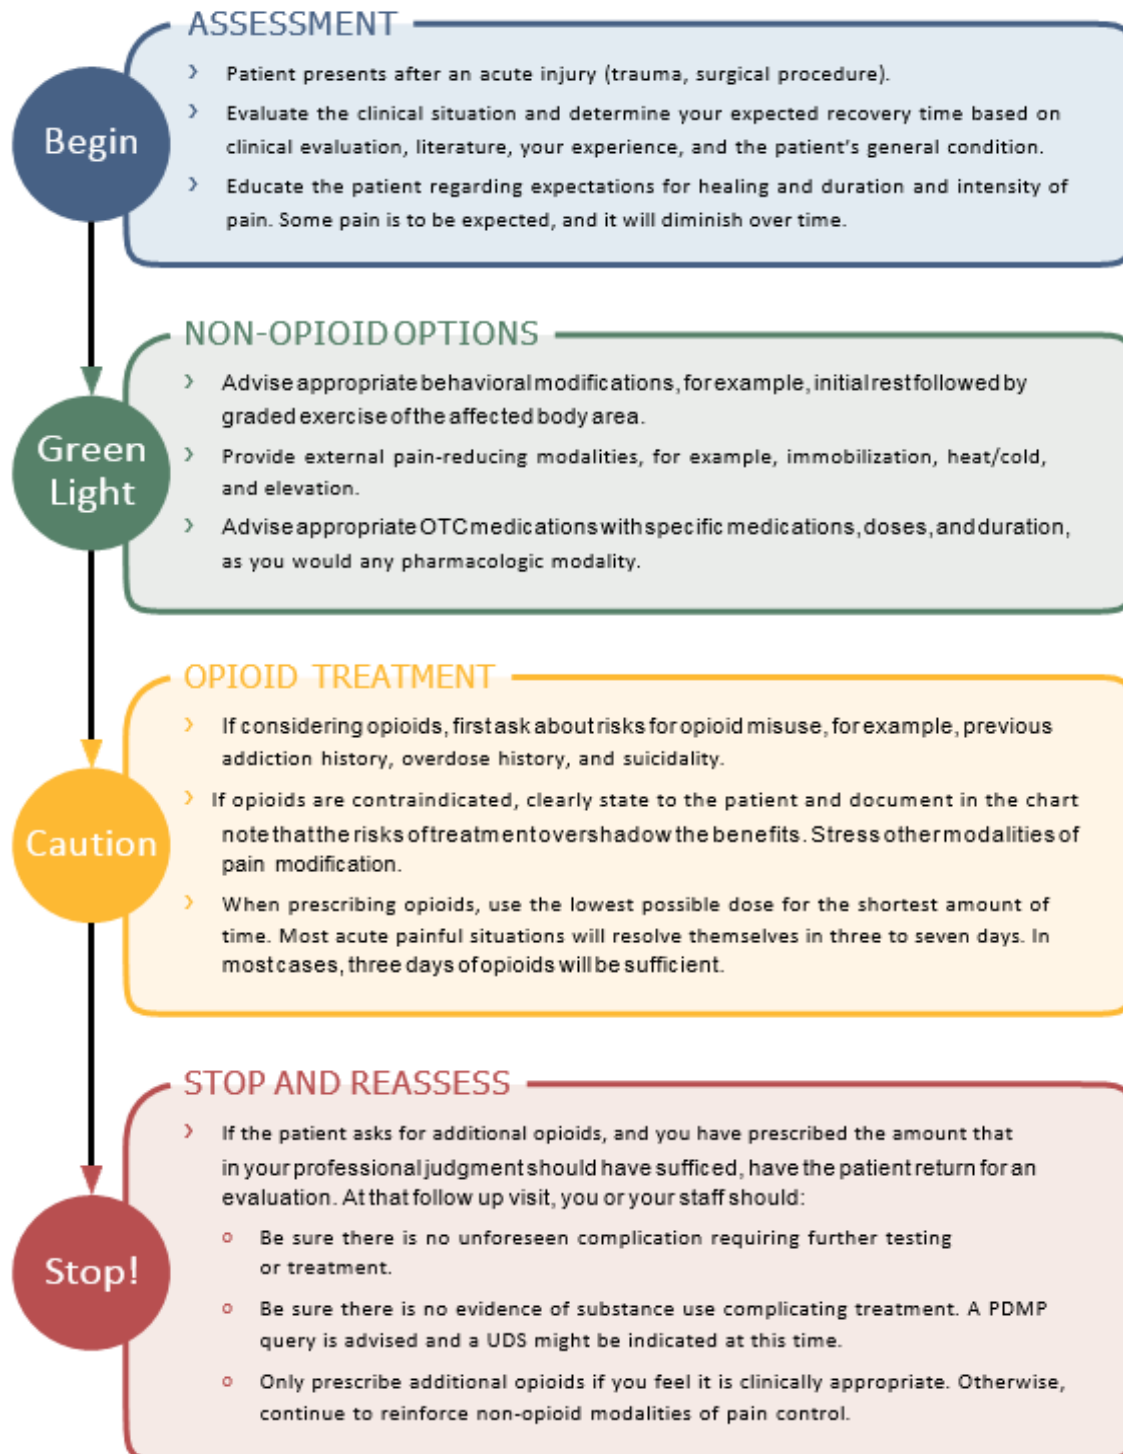 ASSESSMENT
Begin
› Patient presents after an acute injury (trauma, surgical procedure).
› Evaluate the clinical situation and determine your expected recovery time based on
clinical evaluation, literature, your experience, and the patient's general condition.
› Educate the patient regarding expectations for healing and duration and intensity of
pain. Some pain is to be expected, and it will diminish over time.
NON-OPIOID OPTIONS
Green
Light
› Advise appropriate behavioral modifications, for example, initial rest followed by
graded exercise of the affected body area.
› Provide external pain-reducing modalities, for example, immobilization, heat/cold,
and elevation.
› Advise appropriate OTC medications with specific medications, doses, and duration,
as you would any pharmacologic modality.
OPIOID TREATMENT
Caution
› If considering opioids, first ask about risks for opioid misuse, for example, previous
addiction history, overdose history, and suicidality.
› If opioids are contraindicated, clearly state to the patient and document in the chart
note that the risks of treatment overshadow the benefits. Stress other modalities of
pain modification.
› When prescribing opioids, use the lowest possible dose for the shortest amount of
time. Most acute painful situations will resolve themselves in three to seven days. In
most cases, three days of opioids will be sufficient.
STOP AND REASSESS
Stop!
› If the patient asks for additional opioids, and you have prescribed the amount that
in your professional judgment should have sufficed, have the patient return for an
evaluation. At that follow up visit, you or your staff should:
o Be sure there is no unforeseen complication requiring further testing
or treatment.
o Be sure there is no evidence of substance use complicating treatment. A PDMP
query is advised and a UDS might be indicated at this time.
o Only prescribe additional opioids if you feel it is clinically appropriate. Otherwise,
continue to reinforce non-opioid modalities of pain control.